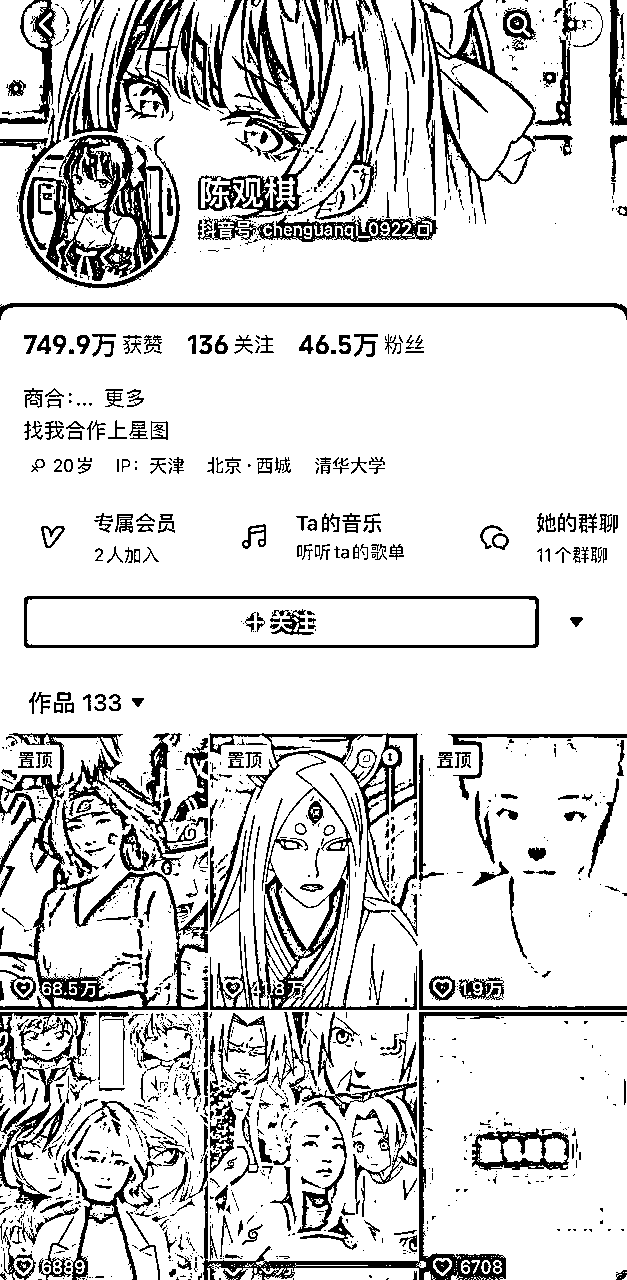 陈观棋
抖音号: chenguanqi_0922
749.9万 获赞 136 关注 46.5万 粉丝
商合:... 更多
找我合作上星图
20岁 IP: 天津 北京·西城 清华大学
专属会员 Ta的音乐 她的群聊
2人加入 听听ta的歌单 11个群聊
+ 关注
作品 133
置顶 置顶 置顶
68.5万 41.8万 1.9万
6889 6708